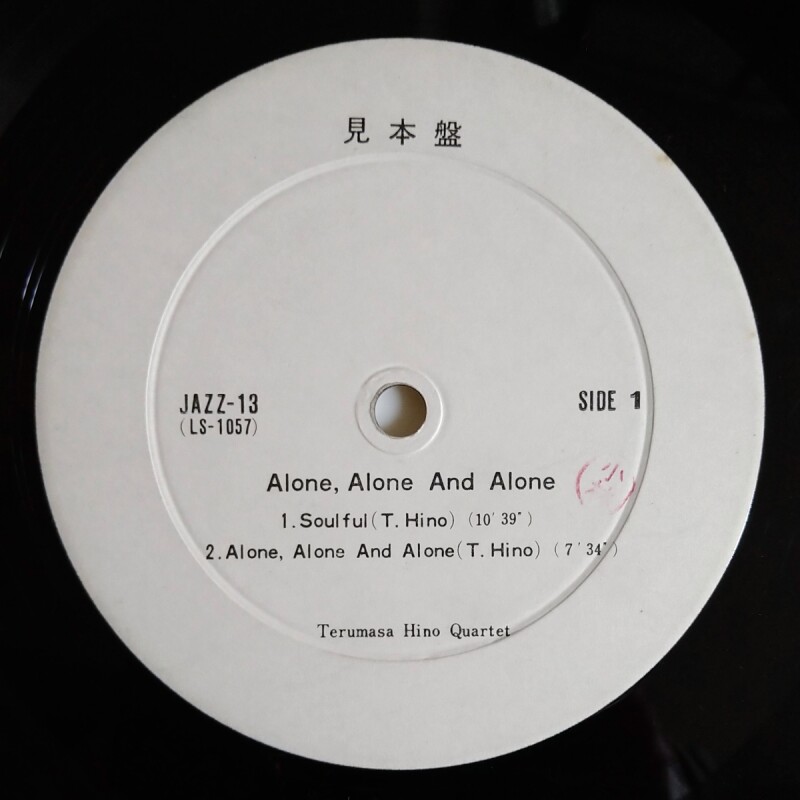 見本盤
JAZZ-13
(LS-1057)
SIDE 1
Alone, Alone And Alone
1. Soulful (T. Hino) (10' 39")
2. Alone, Alone And Alone (T. Hino) (7' 34")
Terumasa Hino Quartet